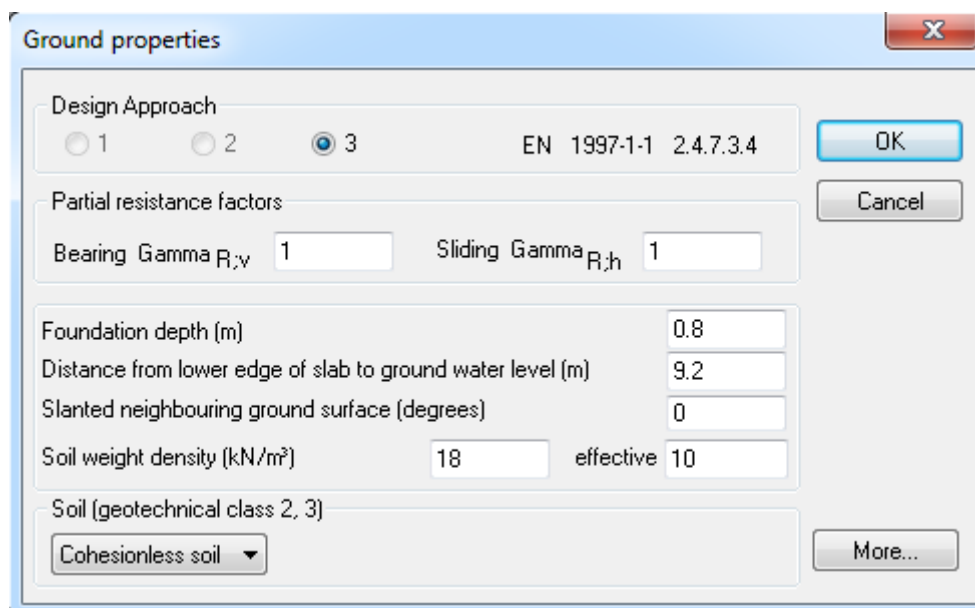 Ground properties
Design Approach
1 2 3 EN 1997-1-1 2.4.7.3.4
OK
Partial resistance factors
Cancel
Bearing Gamma R;v 1 Sliding Gamma R;h 1
Foundation depth (m) 0.8
Distance from lower edge of slab to ground water level (m) 9.2
Slanted neighbouring ground surface (degrees) 0
Soil weight density (kN/m³) 18 effective 10
Soil (geotechnical class 2, 3)
Cohesionless soil
More...